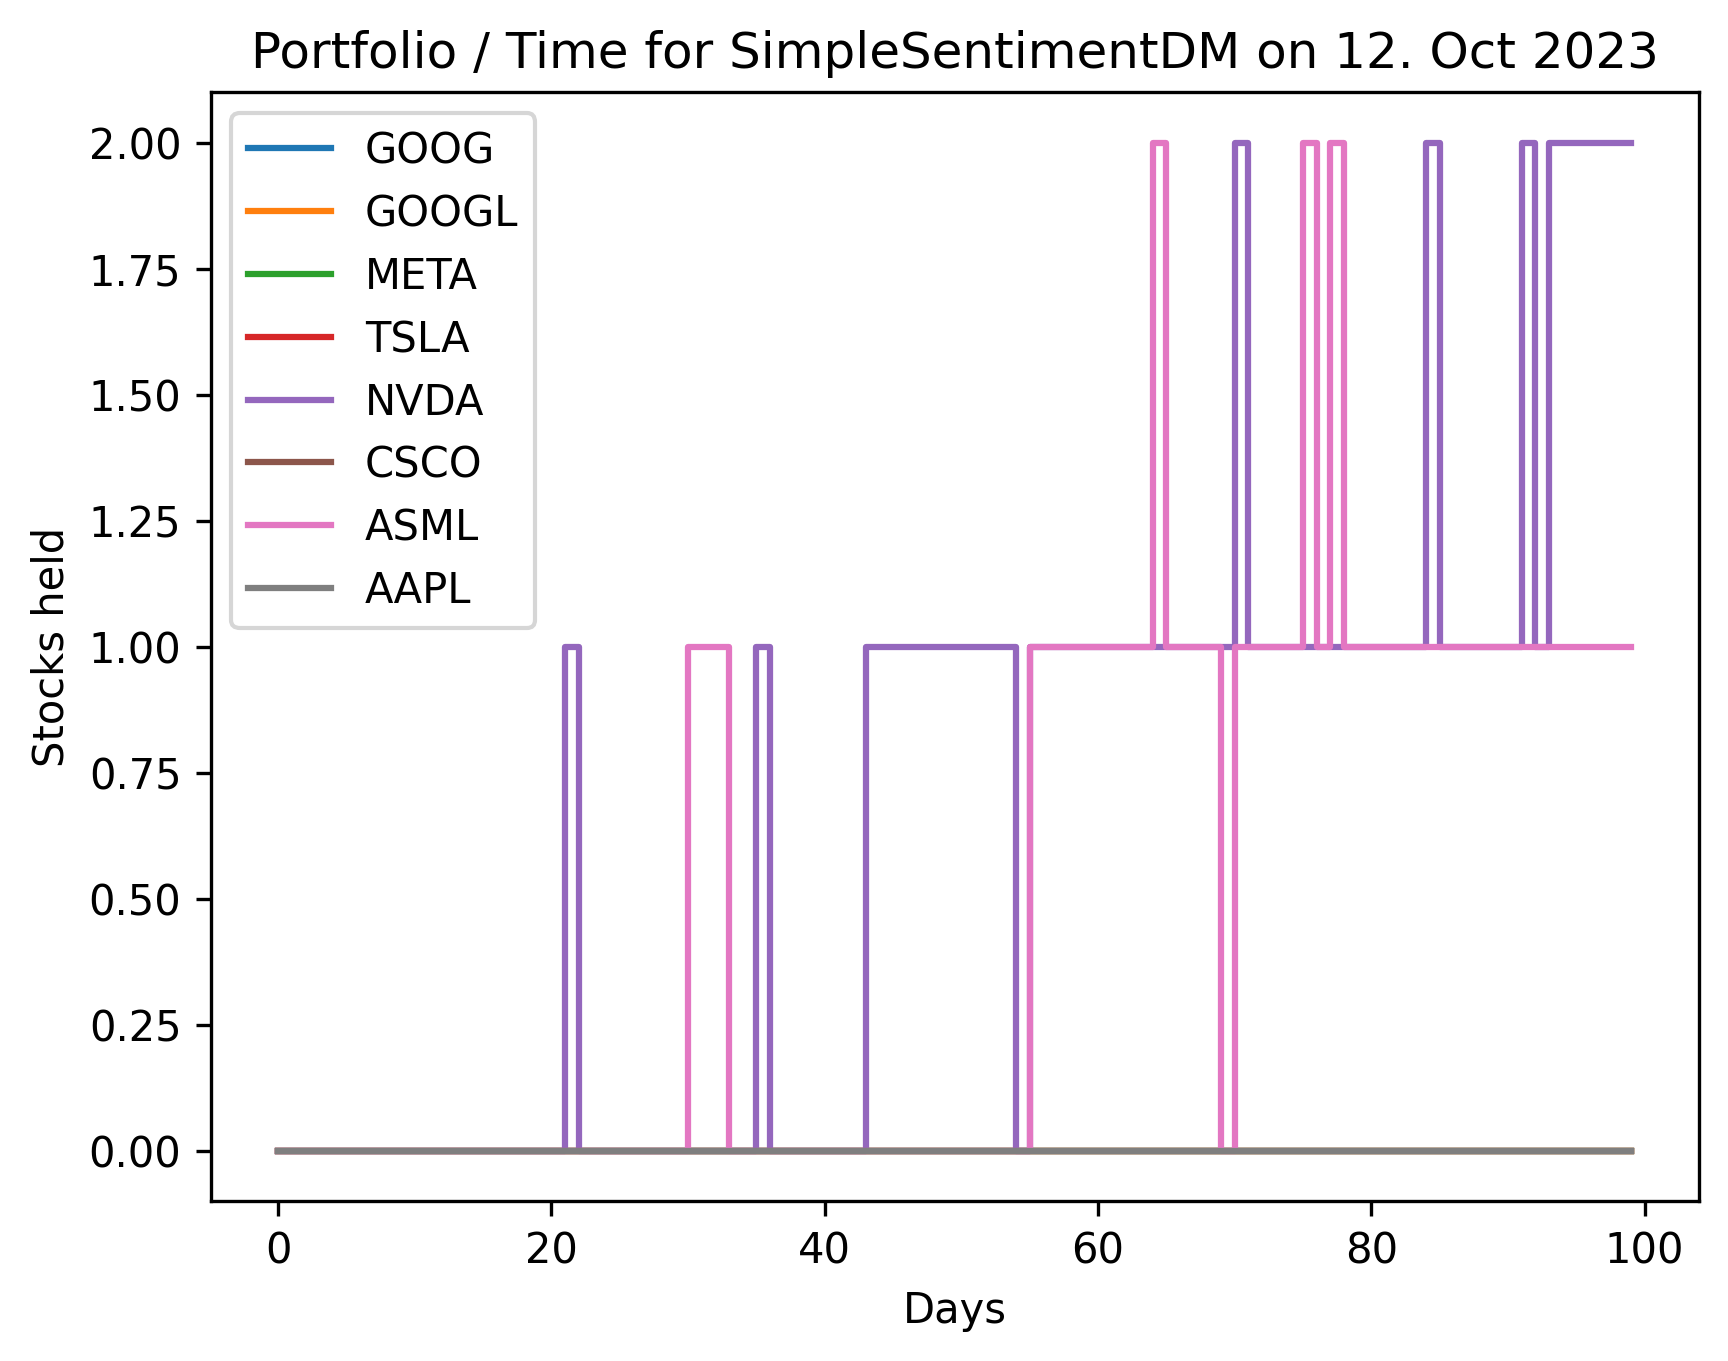 Portfolio / Time for SimpleSentimentDM on 12. Oct 2023
GOOG
GOOGL
META
TSLA
NVDA
CSCO
ASML
AAPL
Stocks held
2.00
1.75
1.50
1.25
1.00
0.75
0.50
0.25
0.00
0 20 40 60 80 100
Days